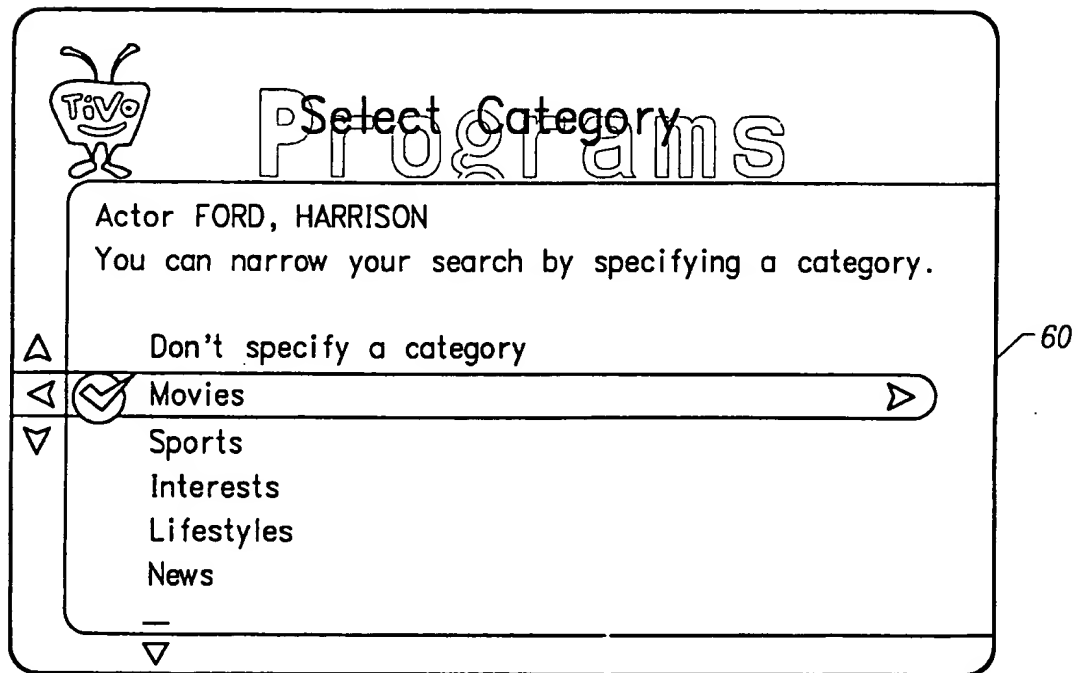 TiVo
Programs
Select Category
Actor FORD, HARRISON
You can narrow your search by specifying a category.
Don't specify a category
60
Movies
Sports
Interests
Lifestyles
News